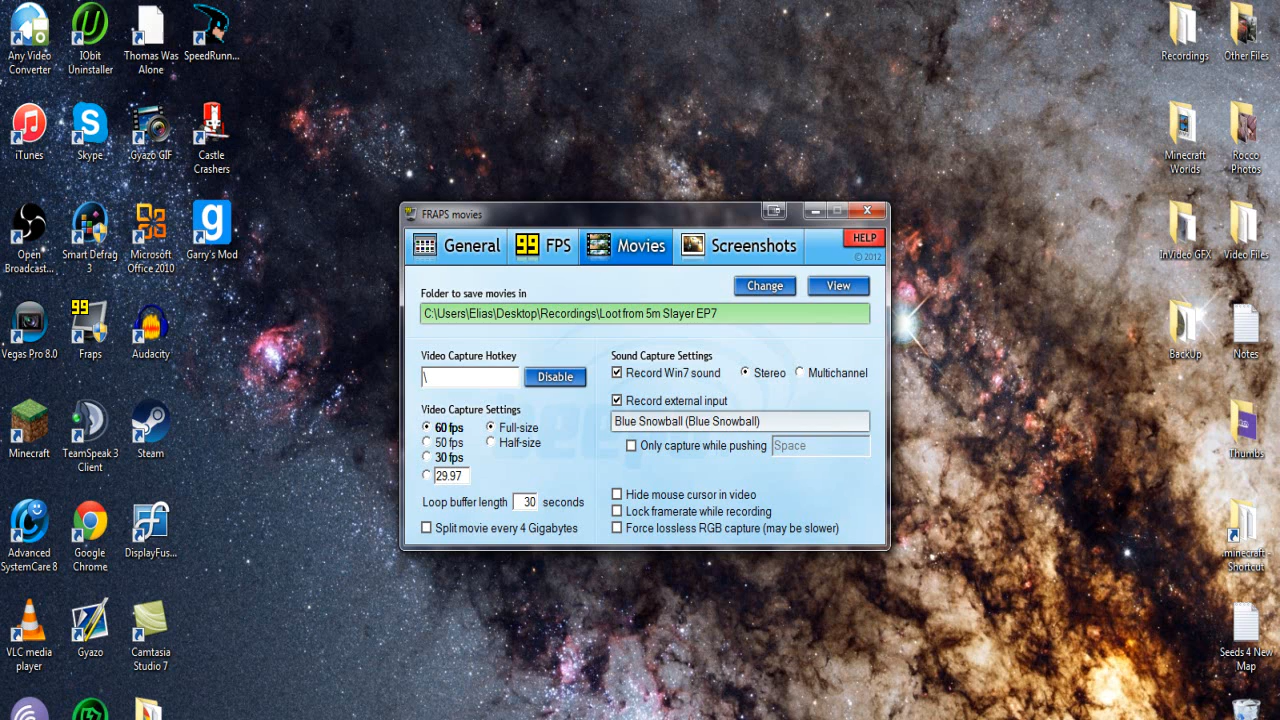 Any Video
Converter
IObit
Uninstaller
Thomas Was
Alone
SpeedRunn...
iTunes
Skype
Gyazo GIF
Castle
Crashers
Open
Broadcast...
Smart Defrag
3
Microsoft
Office 2010
Garry's Mod
Vegas Pro 8.0
99
Fraps
Audacity
Minecraft
TeamSpeak 3
Client
Steam
Advanced
SystemCare 8
Google
Chrome
DisplayFus...
VLC media
player
Gyazo
Camtasia
Studio 7
FRAPS movies
General
99 FPS
Movies
Screenshots
HELP
© 2012
Folder to save movies in
Change
View
C:\Users\Elias\Desktop\Recordings\Loot from 5m Slayer EP7
Video Capture Hotkey
\
Disable
Video Capture Settings
60 fps
Full-size
50 fps
Half-size
30 fps
29.97
Loop buffer length 30 seconds
Split movie every 4 Gigabytes
Sound Capture Settings
Record Win7 sound
Stereo
Multichannel
Record external input
Blue Snowball (Blue Snowball)
Only capture while pushing
Space
Hide mouse cursor in video
Lock framerate while recording
Force lossless RGB capture (may be slower)
Recordings
Other Files
Minecraft
Worlds
Rocco
Photos
InVideo GFX
Video Files
BackUp
Notes
Thumbs
.minecraft -
Shortcut
Seeds 4 New
Map